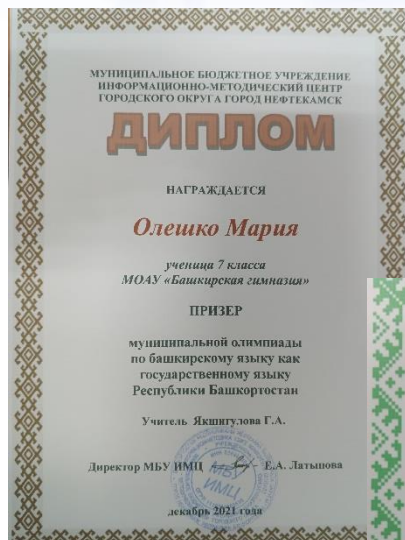 МУНИЦИПАЛЬНОЕ БЮДЖЕТНОЕ УЧРЕЖДЕНИЕ
ИНФОРМАЦИОННО-МЕТОДИЧЕСКИЙ ЦЕНТР
ГОРОДСКОГО ОКРУГА ГОРОД НЕФТЕКАМСК
ДИПЛОМ
НАГРАЖДАЕТСЯ
Олешко Мария
ученица 7 класса
МОАУ «Башкирская гимназия»
ПРИЗЕР
муниципальной олимпиады
по башкирскому языку как
государственному языку
Республики Башкортостан
Учитель Якшигулова Г.А.
Директор МБУ ИМЦ Е.А. Латыпова
МБУ
ИМЦ
декабрь 2021 года